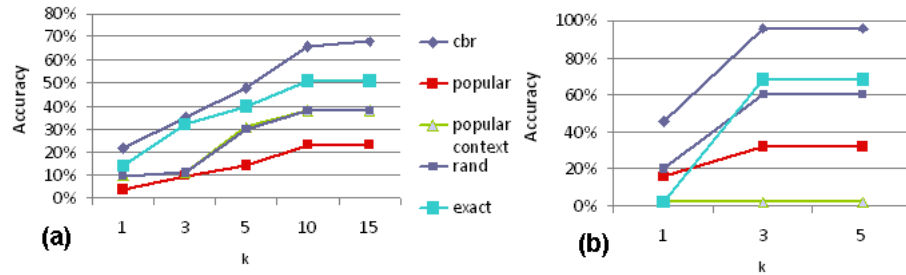 80%
70%
60%
50%
40%
30%
20%
10%
0%
Accuracy
1 3 5 10 15
k
(a)
cbr
popular
popular
context
rand
exact
100%
80%
60%
40%
20%
0%
Accuracy
1 3 5
k
(b)